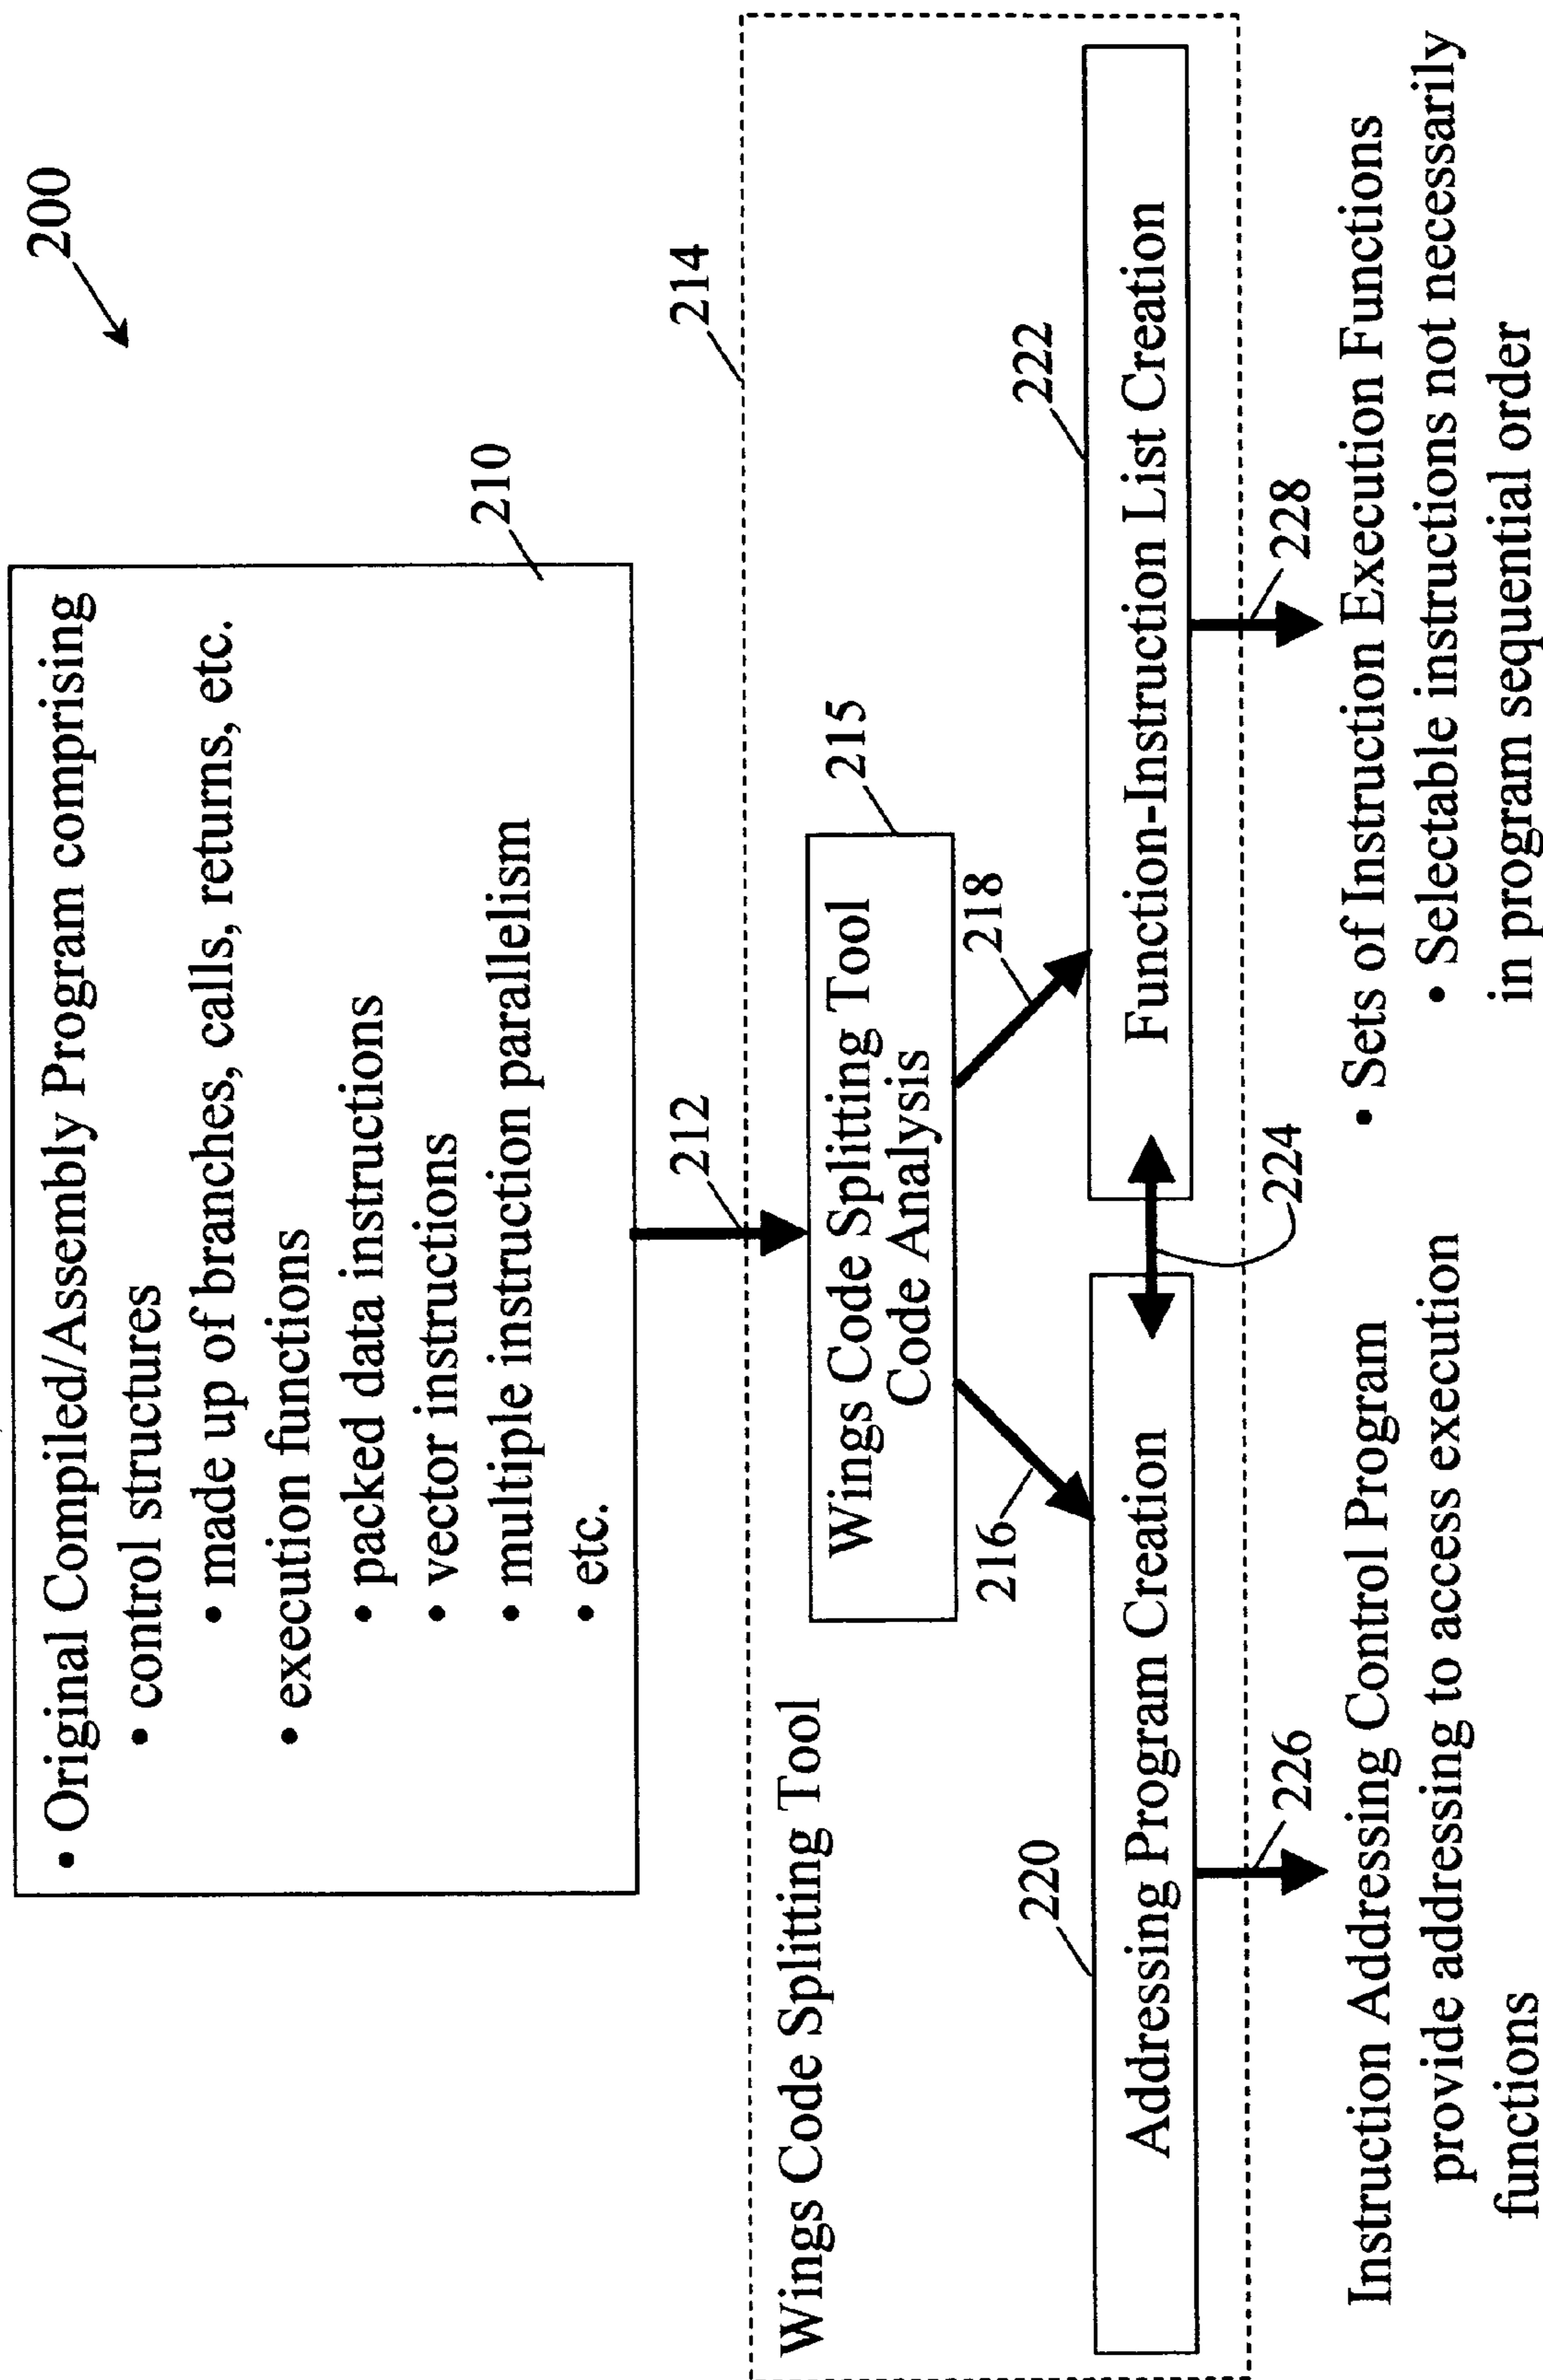 200
• Original Compiled/Assembly Program comprising
• control structures
• made up of branches, calls, returns, etc.
• execution functions
• packed data instructions
• vector instructions
• multiple instruction parallelism
• etc.
210
212
214
Wings Code Splitting Tool
215
Wings Code Splitting Tool
Code Analysis
216
218
220
Addressing Program Creation
222
Function-Instruction List Creation
224
226
228
Instruction Addressing Control Program
provide addressing to access execution
functions
• Sets of Instruction Execution Functions
• Selectable instructions not necessarily
in program sequential order